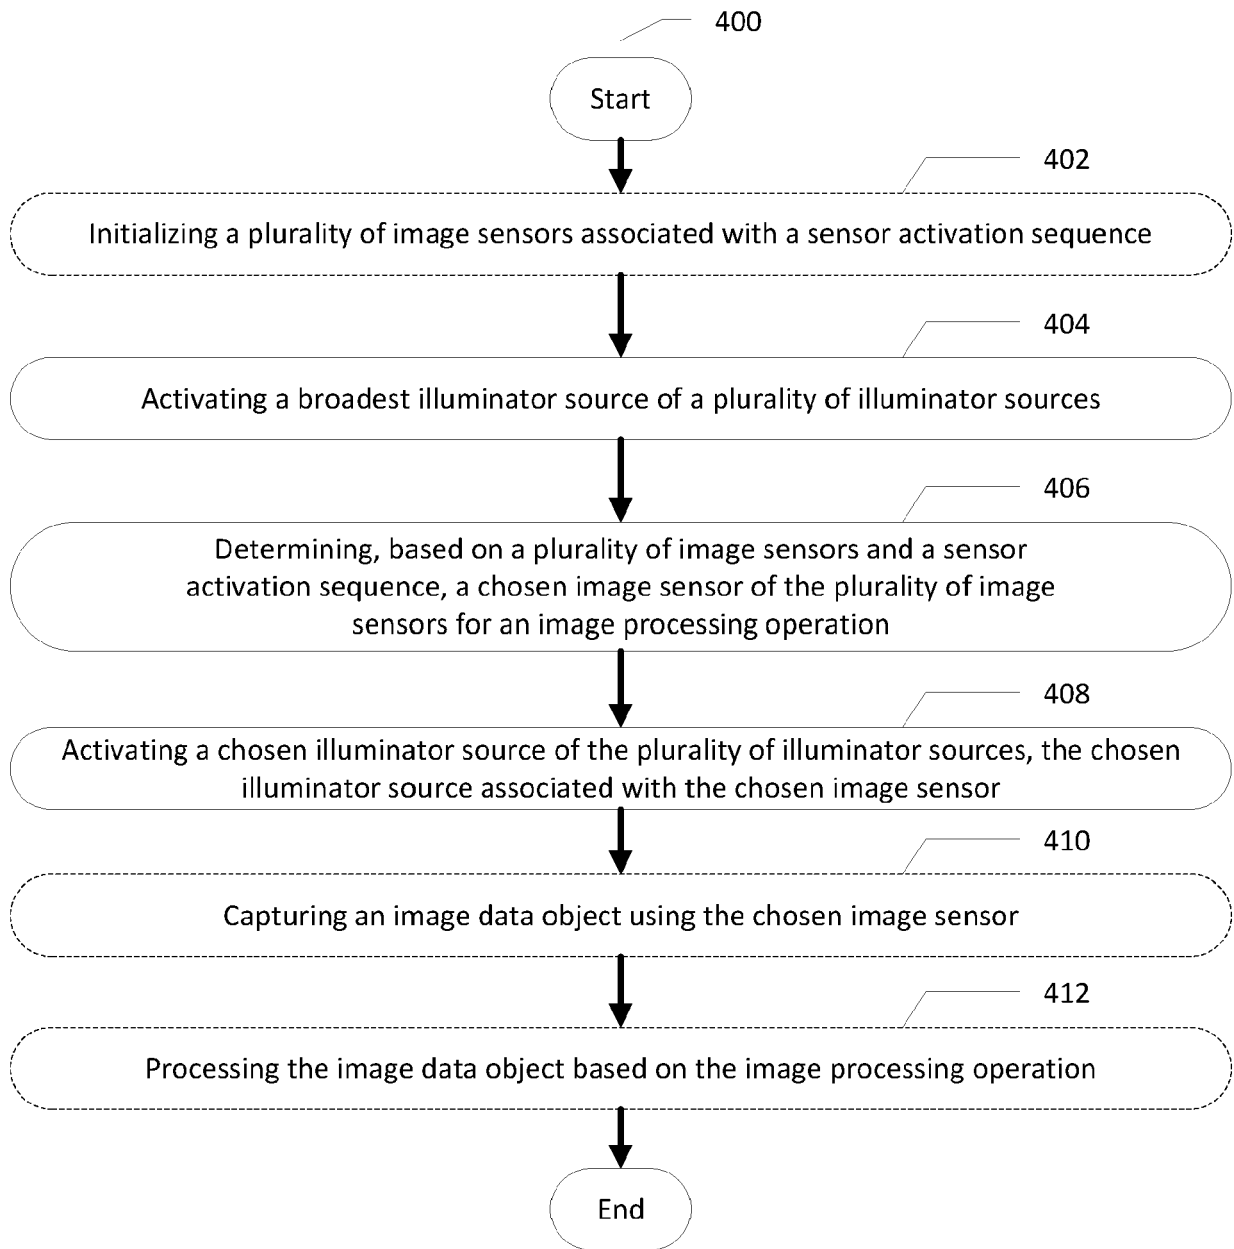 400
Start
402
Initializing a plurality of image sensors associated with a sensor activation sequence
404
Activating a broadest illuminator source of a plurality of illuminator sources
406
Determining, based on a plurality of image sensors and a sensor
activation sequence, a chosen image sensor of the plurality of image
sensors for an image processing operation
408
Activating a chosen illuminator source of the plurality of illuminator sources, the chosen
illuminator source associated with the chosen image sensor
410
Capturing an image data object using the chosen image sensor
412
Processing the image data object based on the image processing operation
End